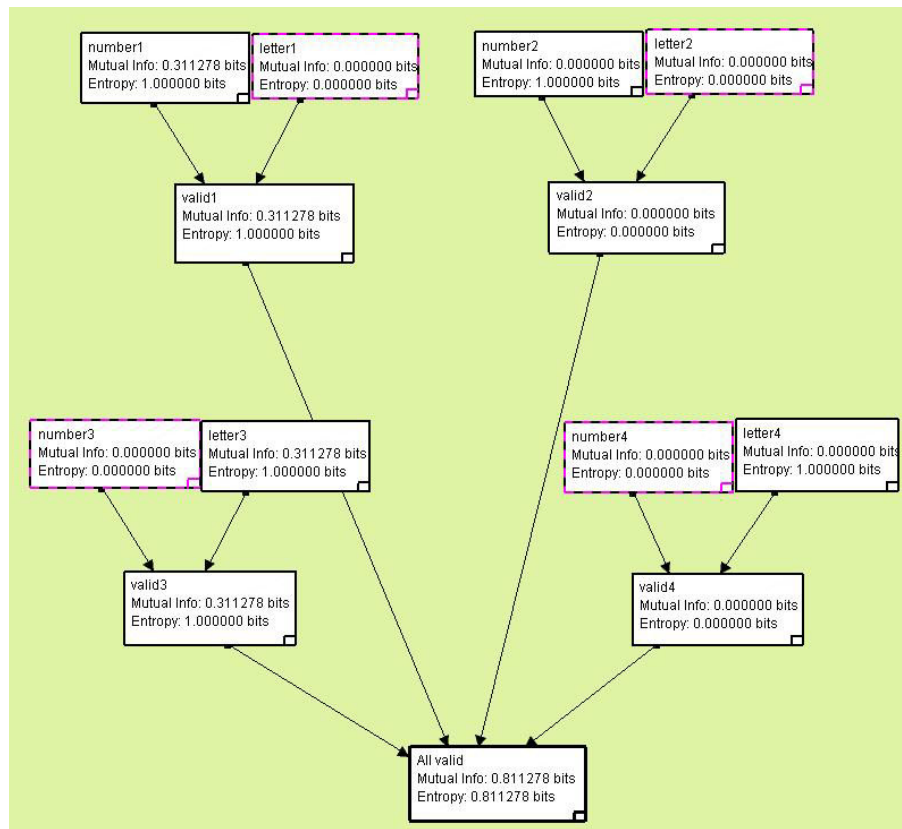 number1
Mutual Info: 0.311278 bits
Entropy: 1.000000 bits
letter1
Mutual Info: 0.000000 bits
Entropy: 0.000000 bits
number2
Mutual Info: 0.000000 bits
Entropy: 1.000000 bits
letter2
Mutual Info: 0.000000 bits
Entropy: 0.000000 bits
valid1
Mutual Info: 0.311278 bits
Entropy: 1.000000 bits
valid2
Mutual Info: 0.000000 bits
Entropy: 0.000000 bits
number3
Mutual Info: 0.000000 bits
Entropy: 0.000000 bits
letter3
Mutual Info: 0.311278 bits
Entropy: 1.000000 bits
number4
Mutual Info: 0.000000 bits
Entropy: 0.000000 bits
letter4
Mutual Info: 0.000000 bits
Entropy: 1.000000 bits
valid3
Mutual Info: 0.311278 bits
Entropy: 1.000000 bits
valid4
Mutual Info: 0.000000 bits
Entropy: 0.000000 bits
All valid
Mutual Info: 0.811278 bits
Entropy: 0.811278 bits